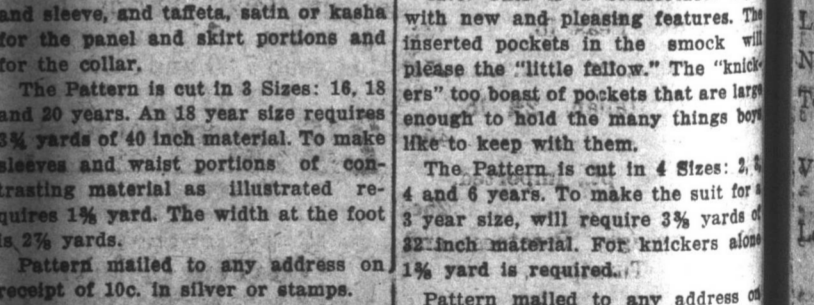 and sleeve, and taffeta, satin or kasha
for the panel and skirt portions and
for the collar.
The Pattern is cut in 3 Sizes: 16, 18
and 20 years. An 18 year size requires
yards of 40 inch material. To make
sleeves and waist portions of con-
trasting material as illustrated re-
quires yard. The width at the foot
is 2⅞ yards.
Pattern mailed to any address on
receipt of 10c. in silver or stamps.
with new and pleasing features. The
inserted pockets in the smock will
please the "little fellow." The "knick-
ers" too boast of pockets that are large
enough to hold the many things boys
like to keep with them.
The Pattern is cut in 4 Sizes: 2,
4 and 6 years. To make the suit for a
3 year size, will require yards of
32 inch material. For knickers alone
yard is required.
Pattern mailed to any address on